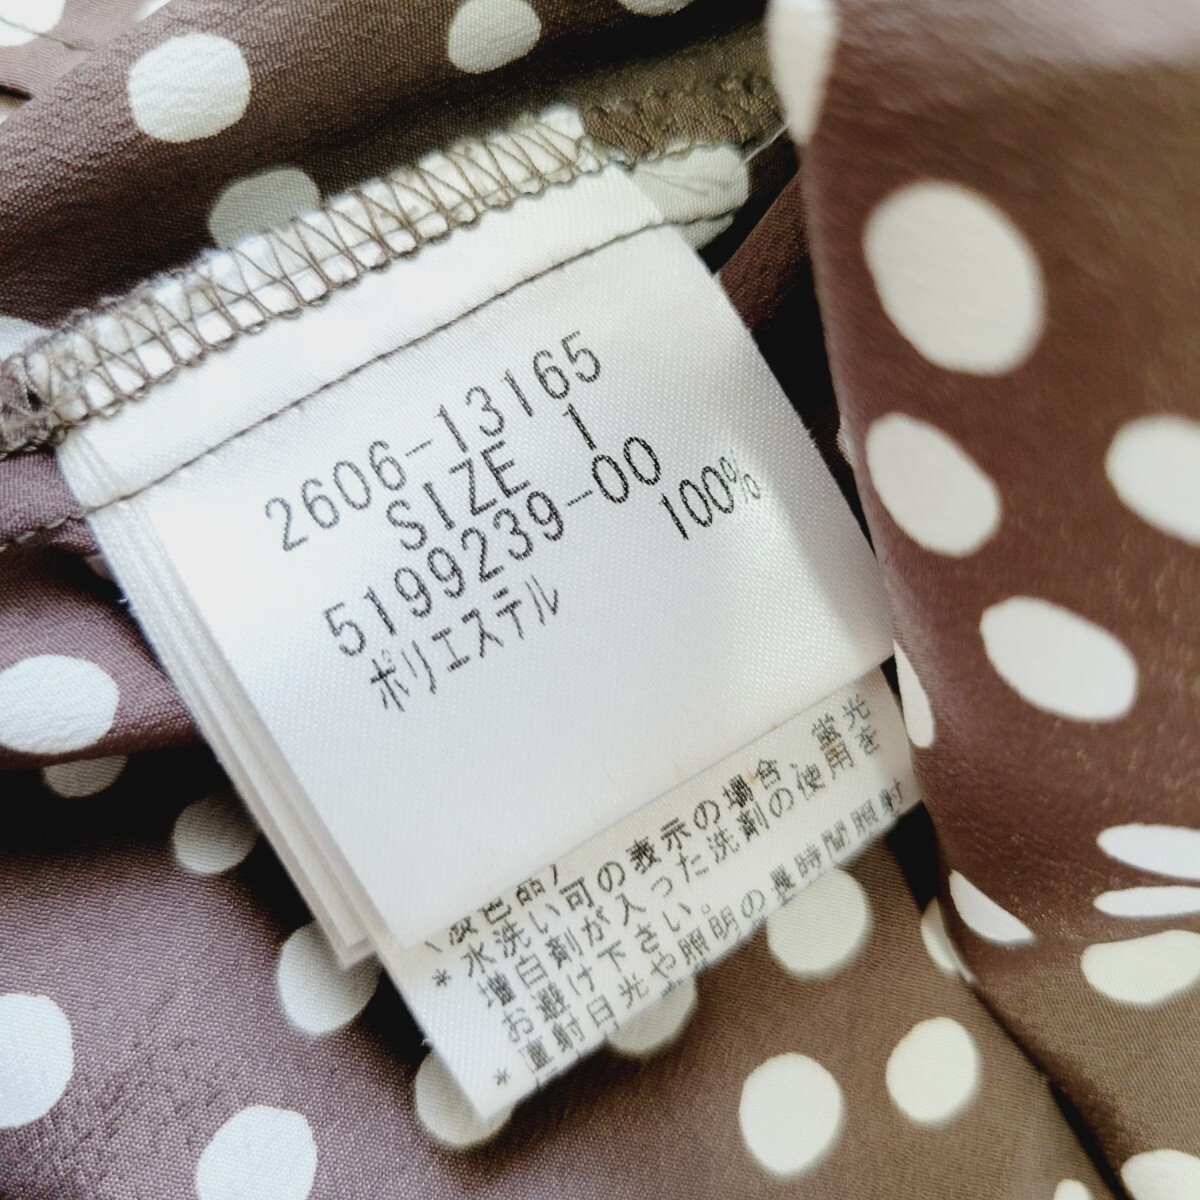 2606-13165
SIZE 1
5199239-00
ポリエステル 100%
(淡色品)
*水洗い可の表示の場合 蛍光
増白剤が入った洗剤の使用を
お避け下さい。
*直射日光や照明の長時間照射